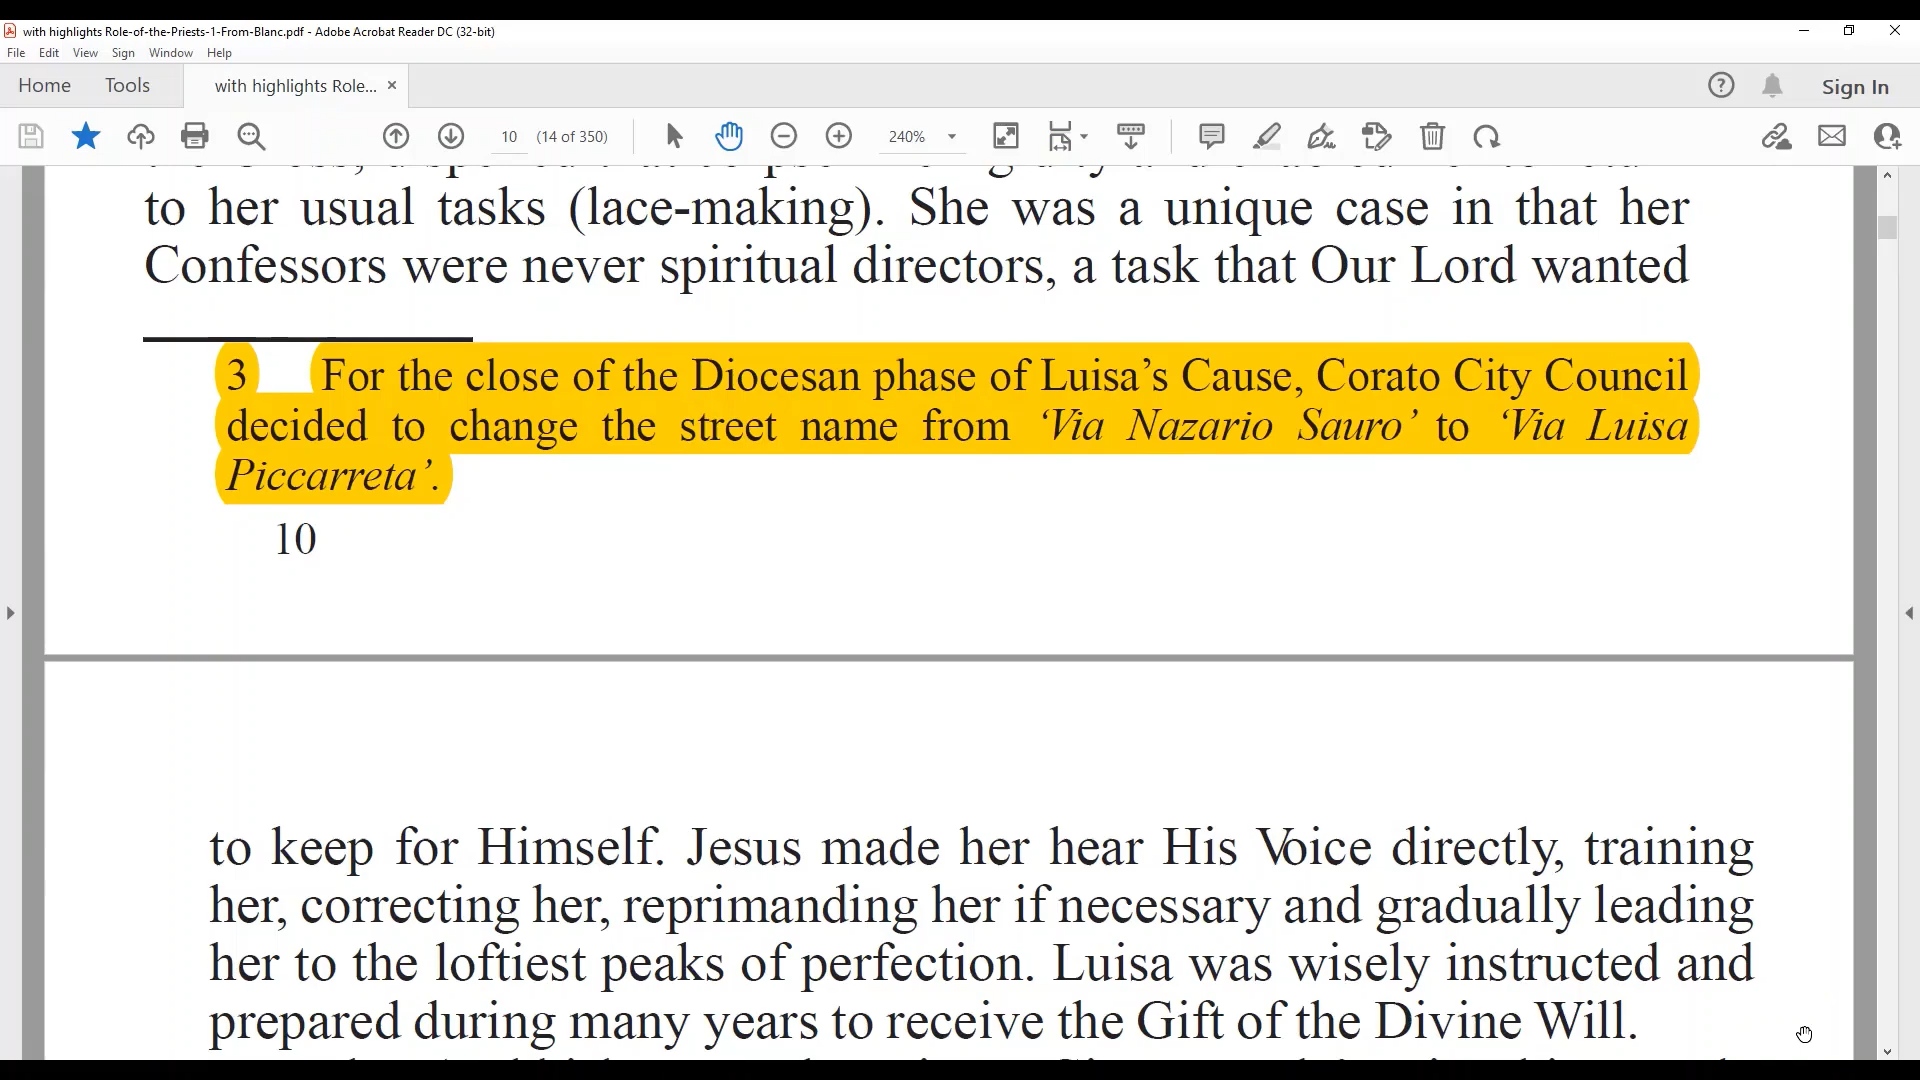 with highlights Role-of-the-Priests-1-From-Blanc.pdf - Adobe Acrobat Reader DC (32-bit)
File Edit View Sign Window Help
Home Tools with highlights Role... × Sign In
10 (14 of 350) 240%
to her usual tasks (lace-making). She was a unique case in that her
Confessors were never spiritual directors, a task that Our Lord wanted
3 For the close of the Diocesan phase of Luisa’s Cause, Corato City Council
decided to change the street name from ‘Via Nazario Sauro’ to ‘Via Luisa
Piccarreta’.
10
to keep for Himself. Jesus made her hear His Voice directly, training
her, correcting her, reprimanding her if necessary and gradually leading
her to the loftiest peaks of perfection. Luisa was wisely instructed and
prepared during many years to receive the Gift of the Divine Will.